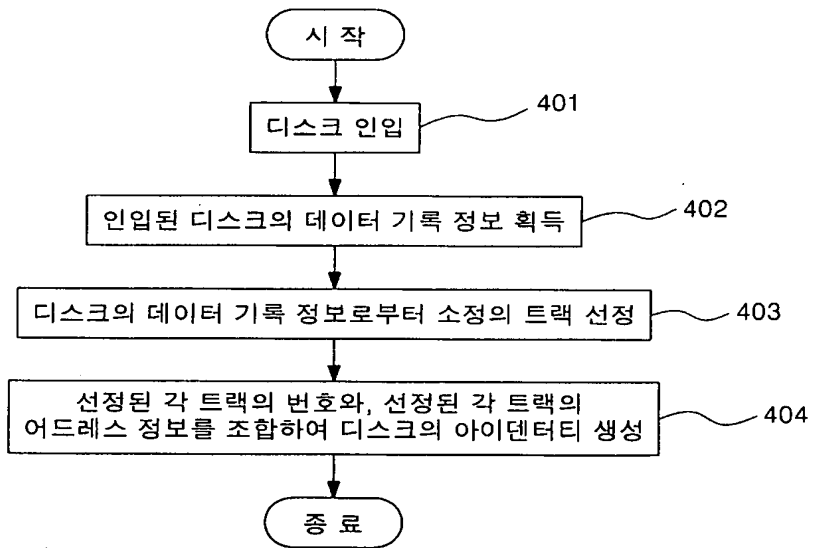 시 작
디스크 인입
401
인입된 디스크의 데이터 기록 정보 획득
402
디스크의 데이터 기록 정보로부터 소정의 트랙 선정
403
선정된 각 트랙의 번호와, 선정된 각 트랙의
어드레스 정보를 조합하여 디스크의 아이덴터티 생성
404
종 료